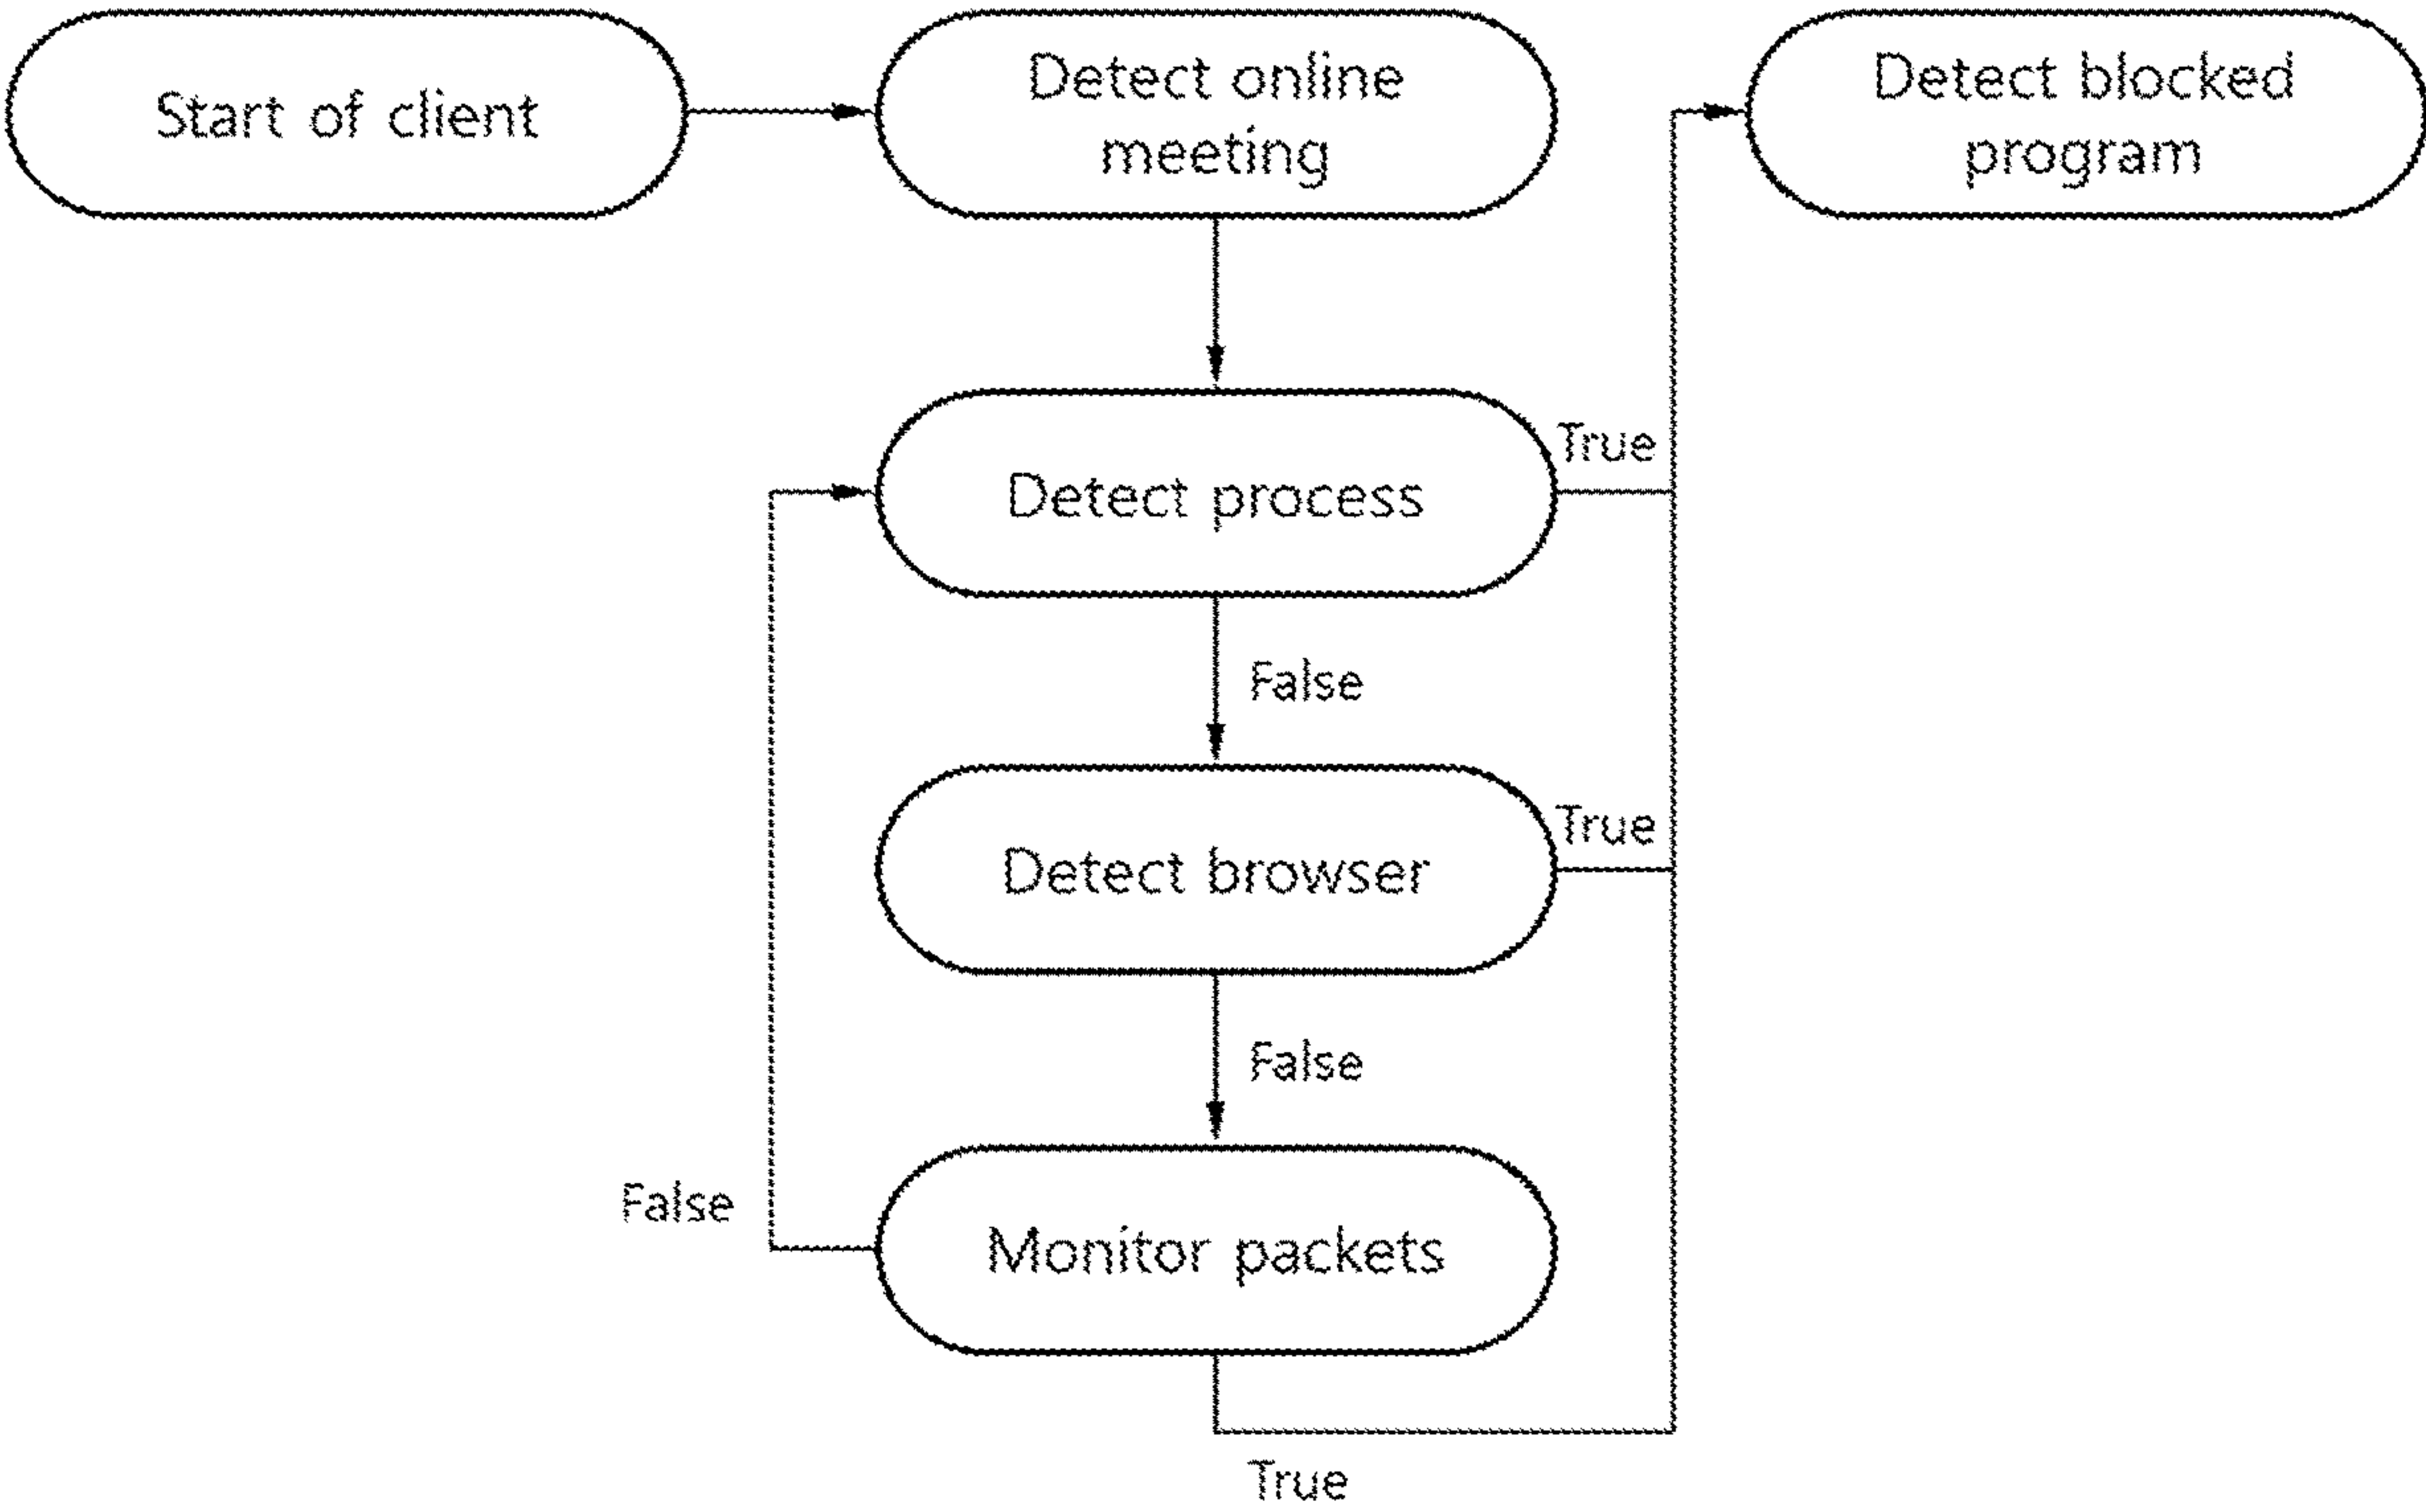 Start of client
Detect online
meeting
Detect blocked
program
True
Detect process
False
True
Detect browser
False
False
Monitor packets
True